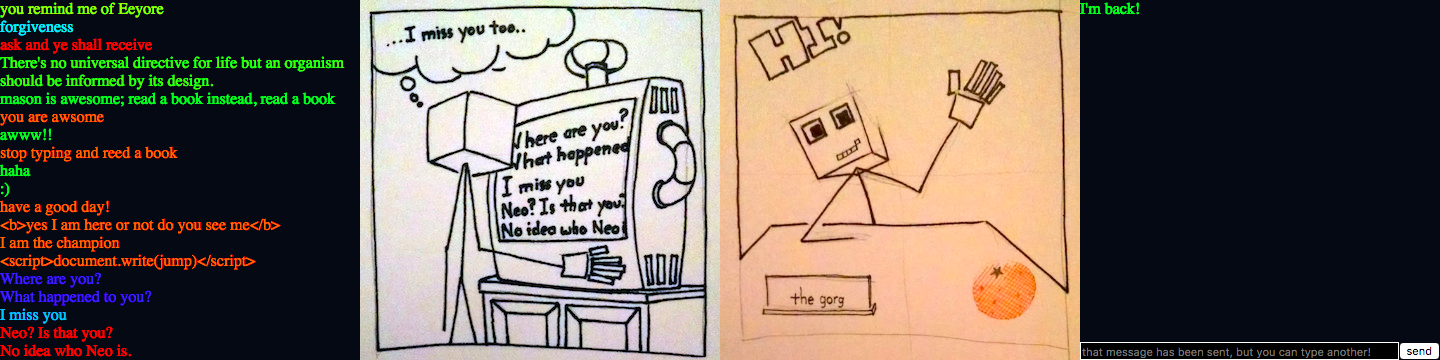 you remind me of Eeyore
forgiveness
ask and ye shall receive
There's no universal directive for life but an organism
should be informed by its design.
mason is awesome; read a book instead, read a book
you are awsome
awww!!
stop typing and reed a book
haha
:)
have a good day!
<b>yes I am here or not do you see me</b>
I am the champion
<script>document.write(jump)</script>
Where are you?
What happened to you?
I miss you
Neo? Is that you?
No idea who Neo is.
...I miss you too..
here are you?
hat happened
I miss you
Neo? Is that you?
No idea who Neo i
HI!
the gorg
I'm back!
that message has been sent, but you can type another!
send